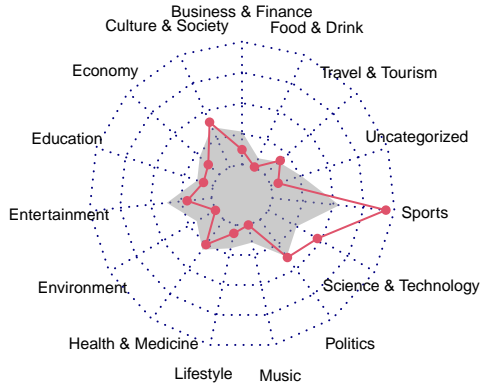 Business & Finance
Culture & Society
Food & Drink
Economy
Travel & Tourism
Education
Uncategorized
Entertainment
Sports
Environment
Science & Technology
Health & Medicine
Politics
Lifestyle
Music